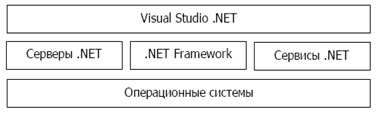 Visual Studio .NET
Серверы .NET
.NET Framework
Сервисы .NET
Операционные системы